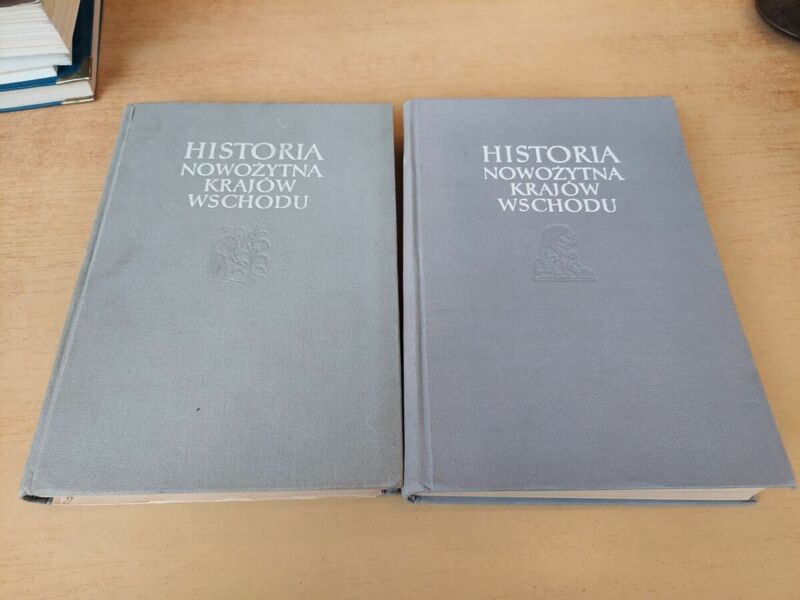 HISTORIA
NOWOŻYTNA
KRAJÓW
WSCHODU
HISTORIA
NOWOŻYTNA
KRAJÓW
WSCHODU